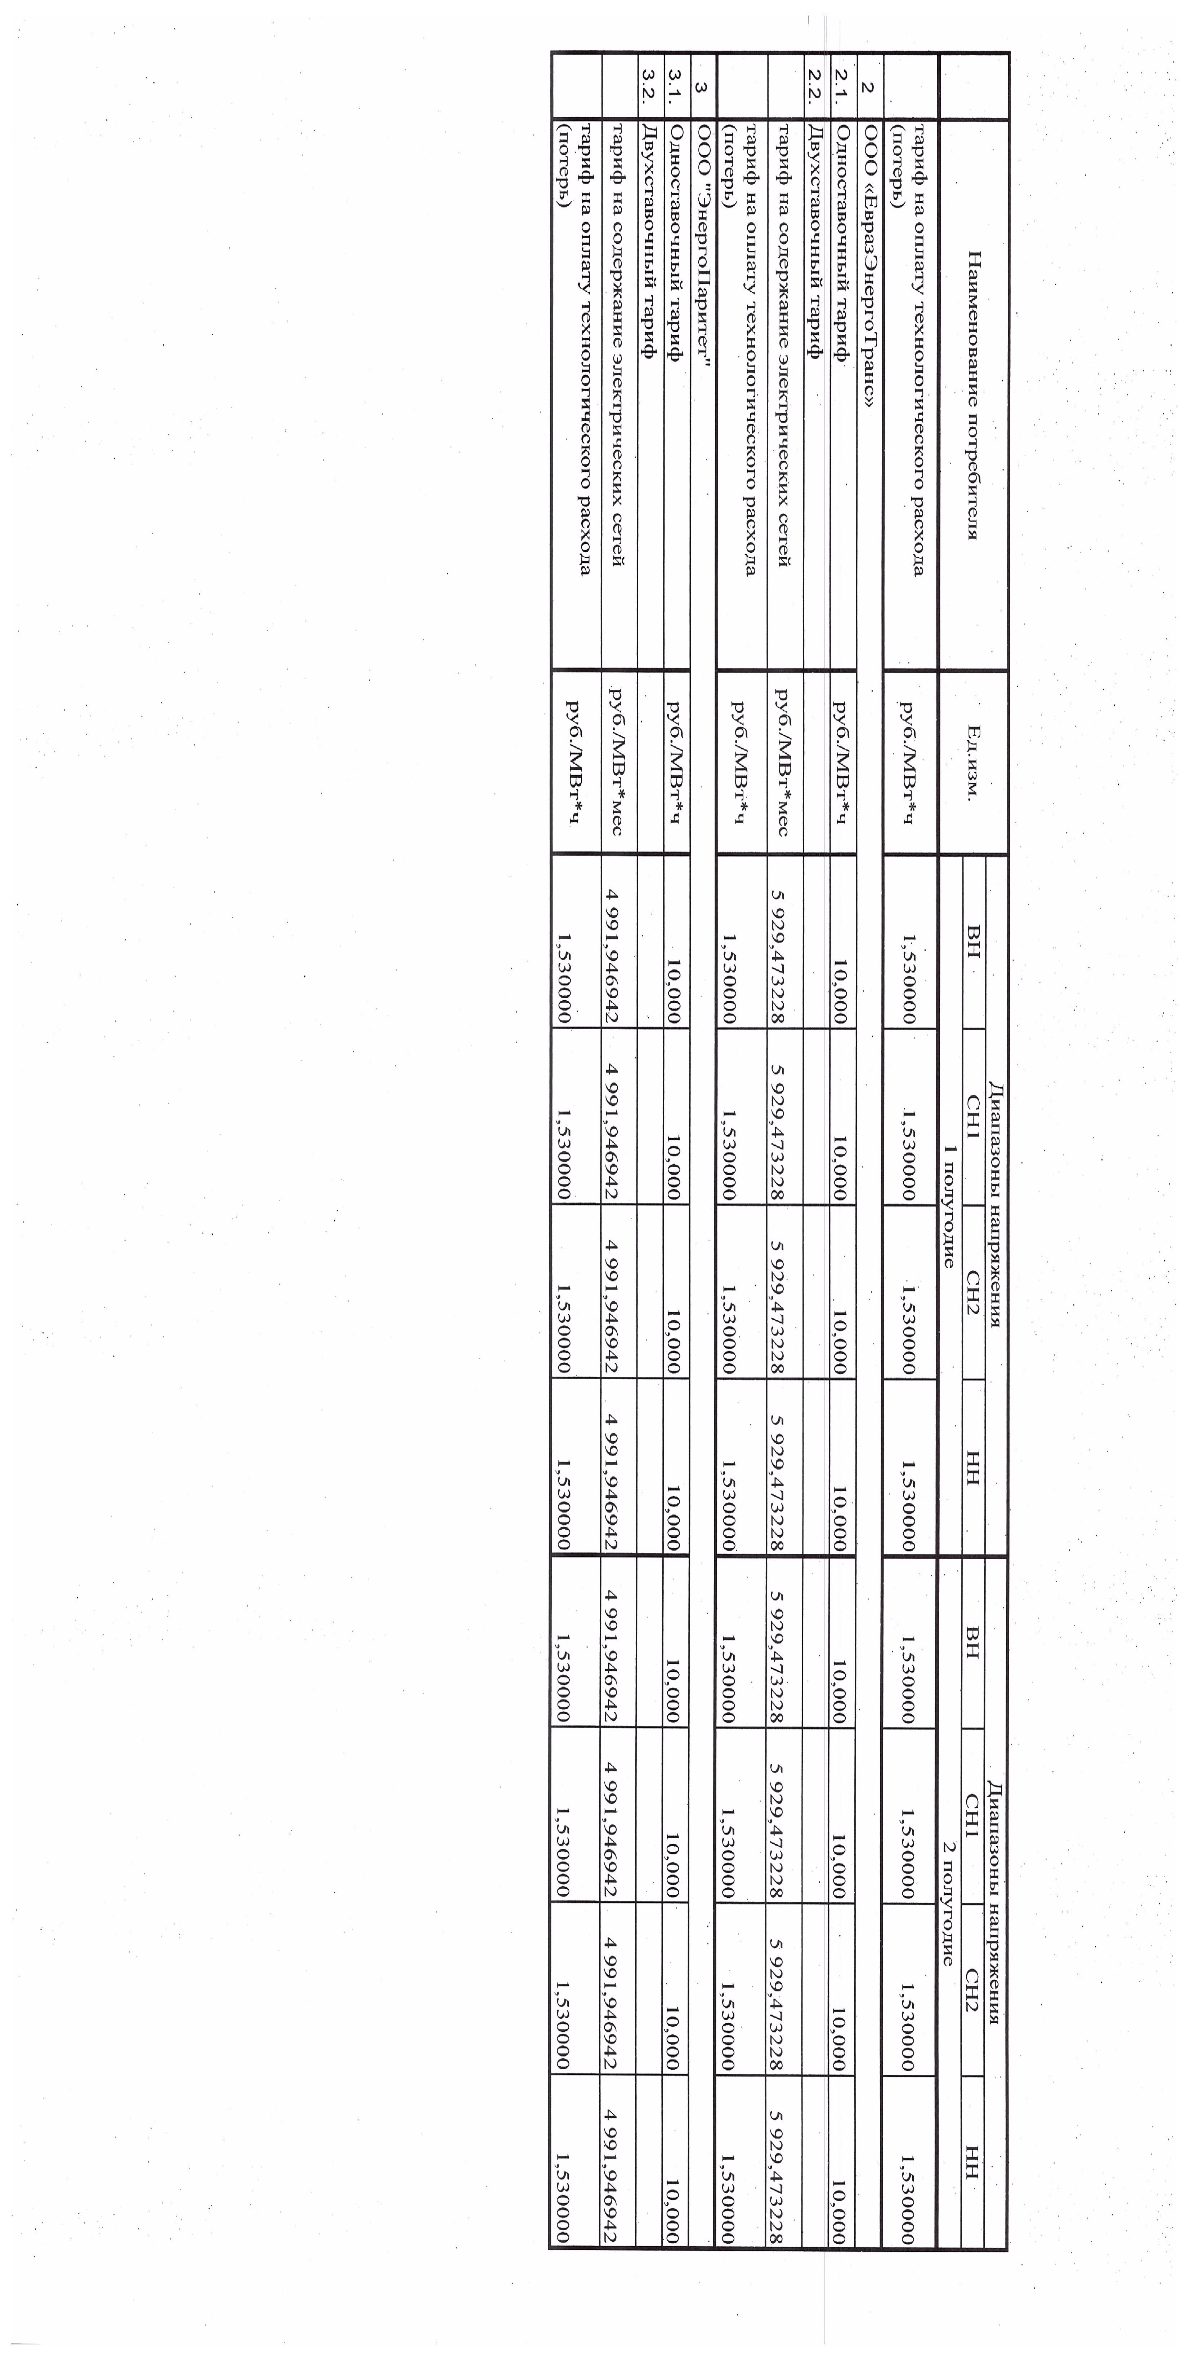 Наименование потребителя Ед.изм. Диапазоны напряжения Диапазоны напряжения
ВН СН1 СН2 НН ВН СН1 СН2 НН
1 полугодие 2 полугодие
тариф на оплату технологического расхода
(потерь) руб./МВт*ч 1,530000 1,530000 1,530000 1,530000 1,530000 1,530000 1,530000 1,530000
2 ООО «ЕвразЭнергоТранс»
2.1. Одноставочный тариф руб./МВт*ч 10,000 10,000 10,000 10,000 10,000 10,000 10,000 10,000
2.2. Двухставочный тариф
тариф на содержание электрических сетей руб./МВт*мес 5 929,473228 5 929,473228 5 929,473228 5 929,473228 5 929,473228 5 929,473228 5 929,473228 5 929,473228
тариф на оплату технологического расхода
(потерь) руб./МВт*ч 1,530000 1,530000 1,530000 1,530000 1,530000 1,530000 1,530000 1,530000
3 ООО "ЭнергоПаритет"
3.1. Одноставочный тариф руб./МВт*ч 10,000 10,000 10,000 10,000 10,000 10,000 10,000 10,000
3.2. Двухставочный тариф
тариф на содержание электрических сетей руб./МВт*мес 4 991,946942 4 991,946942 4 991,946942 4 991,946942 4 991,946942 4 991,946942 4 991,946942 4 991,946942
тариф на оплату технологического расхода
(потерь) руб./МВт*ч 1,530000 1,530000 1,530000 1,530000 1,530000 1,530000 1,530000 1,530000